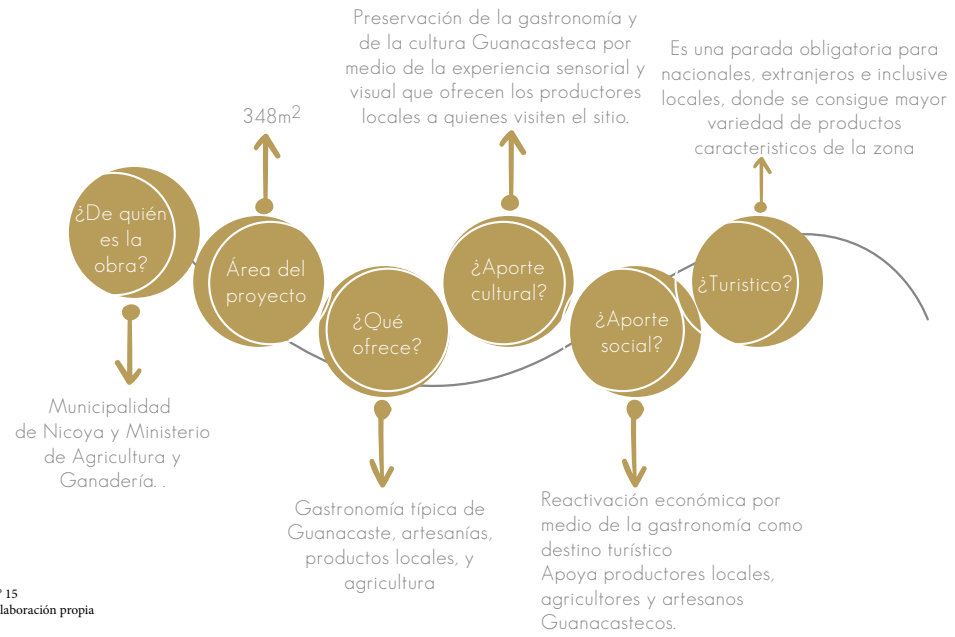 ¿De quién
es la
obra?
Municipalidad
de Nicoya y Ministerio
de Agricultura y
Ganadería. .
348m²
Área del
proyecto
¿Qué
ofrece?
Gastronomía típica de
Guanacaste, artesanías,
productos locales, y
agricultura
Preservación de la gastronomía y
de la cultura Guanacasteca por
medio de la experiencia sensorial y
visual que ofrecen los productores
locales a quienes visiten el sitio.
¿Aporte
cultural?
¿Aporte
social?
Reactivación económica por
medio de la gastronomía como
destino turístico
Apoya productores locales,
agricultores y artesanos
Guanacastecos.
Es una parada obligatoria para
nacionales, extranjeros e inclusive
locales, donde se consigue mayor
variedad de productos
caracteristicos de la zona
¿Turistico?
° 15
laboración propia